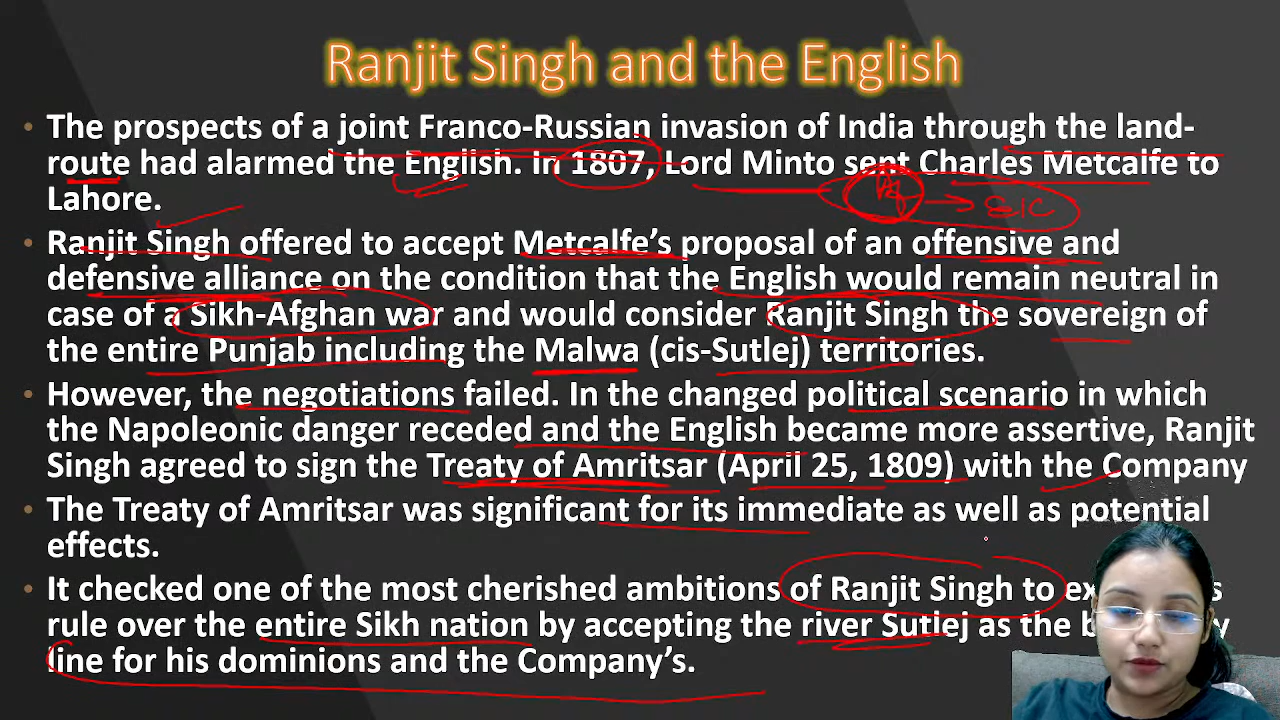 Ranjit Singh and the English
• The prospects of a joint Franco-Russian invasion of India through the land-
route had alarmed the English. In 1807, Lord Minto sent Charles Metcalfe to
Lahore.
EIC
• Ranjit Singh offered to accept Metcalfe's proposal of an offensive and
defensive alliance on the condition that the English would remain neutral in
case of a Sikh-Afghan war and would consider Ranjit Singh the sovereign of
the entire Punjab including the Malwa (cis-Sutlej) territories.
• However, the negotiations failed. In the changed political scenario in which
the Napoleonic danger receded and the English became more assertive, Ranjit
Singh agreed to sign the Treaty of Amritsar (April 25, 1809) with the Company
• The Treaty of Amritsar was significant for its immediate as well as potential
effects.
• It checked one of the most cherished ambitions of Ranjit Singh to
rule over the entire Sikh nation by accepting the river Sutlej as the
line for his dominions and the Company's.